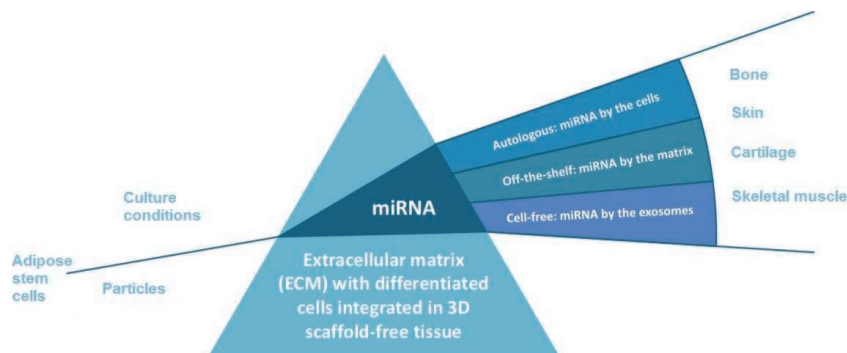 Adipose
stem
cells
Culture
conditions
Particles
miRNA
Extracellular matrix
(ECM) with differentiated
cells integrated in 3D
scaffold-free tissue
Autologous: miRNA by the cells
Off-the-shelf: miRNA by the matrix
Cell-free: miRNA by the exosomes
Bone
Skin
Cartilage
Skeletal muscle